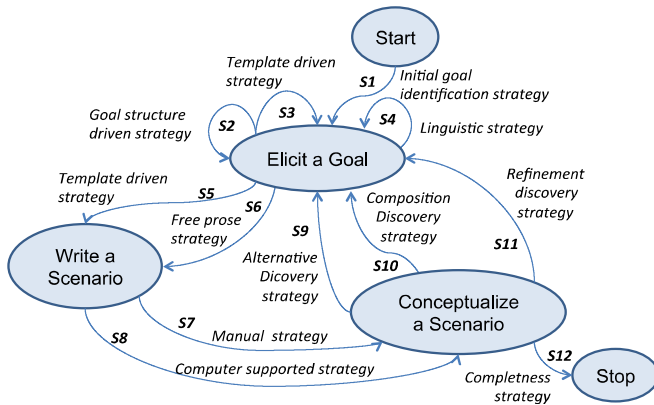 Start
Template driven
strategy
S1
Initial goal
identification strategy
Goal structure
driven strategy
S2
S3
S4
Linguistic strategy
Elicit a Goal
Refinement
discovery
strategy
Template driven
strategy
S5
S6
Free prose
strategy
S9
Composition
Discovery
strategy
S11
Write a
Scenario
Alternative
Dicovery
strategy
S10
Conceptualize
a Scenario
S7
Manual strategy
S8
Computer supported strategy
S12
Completness
strategy
Stop